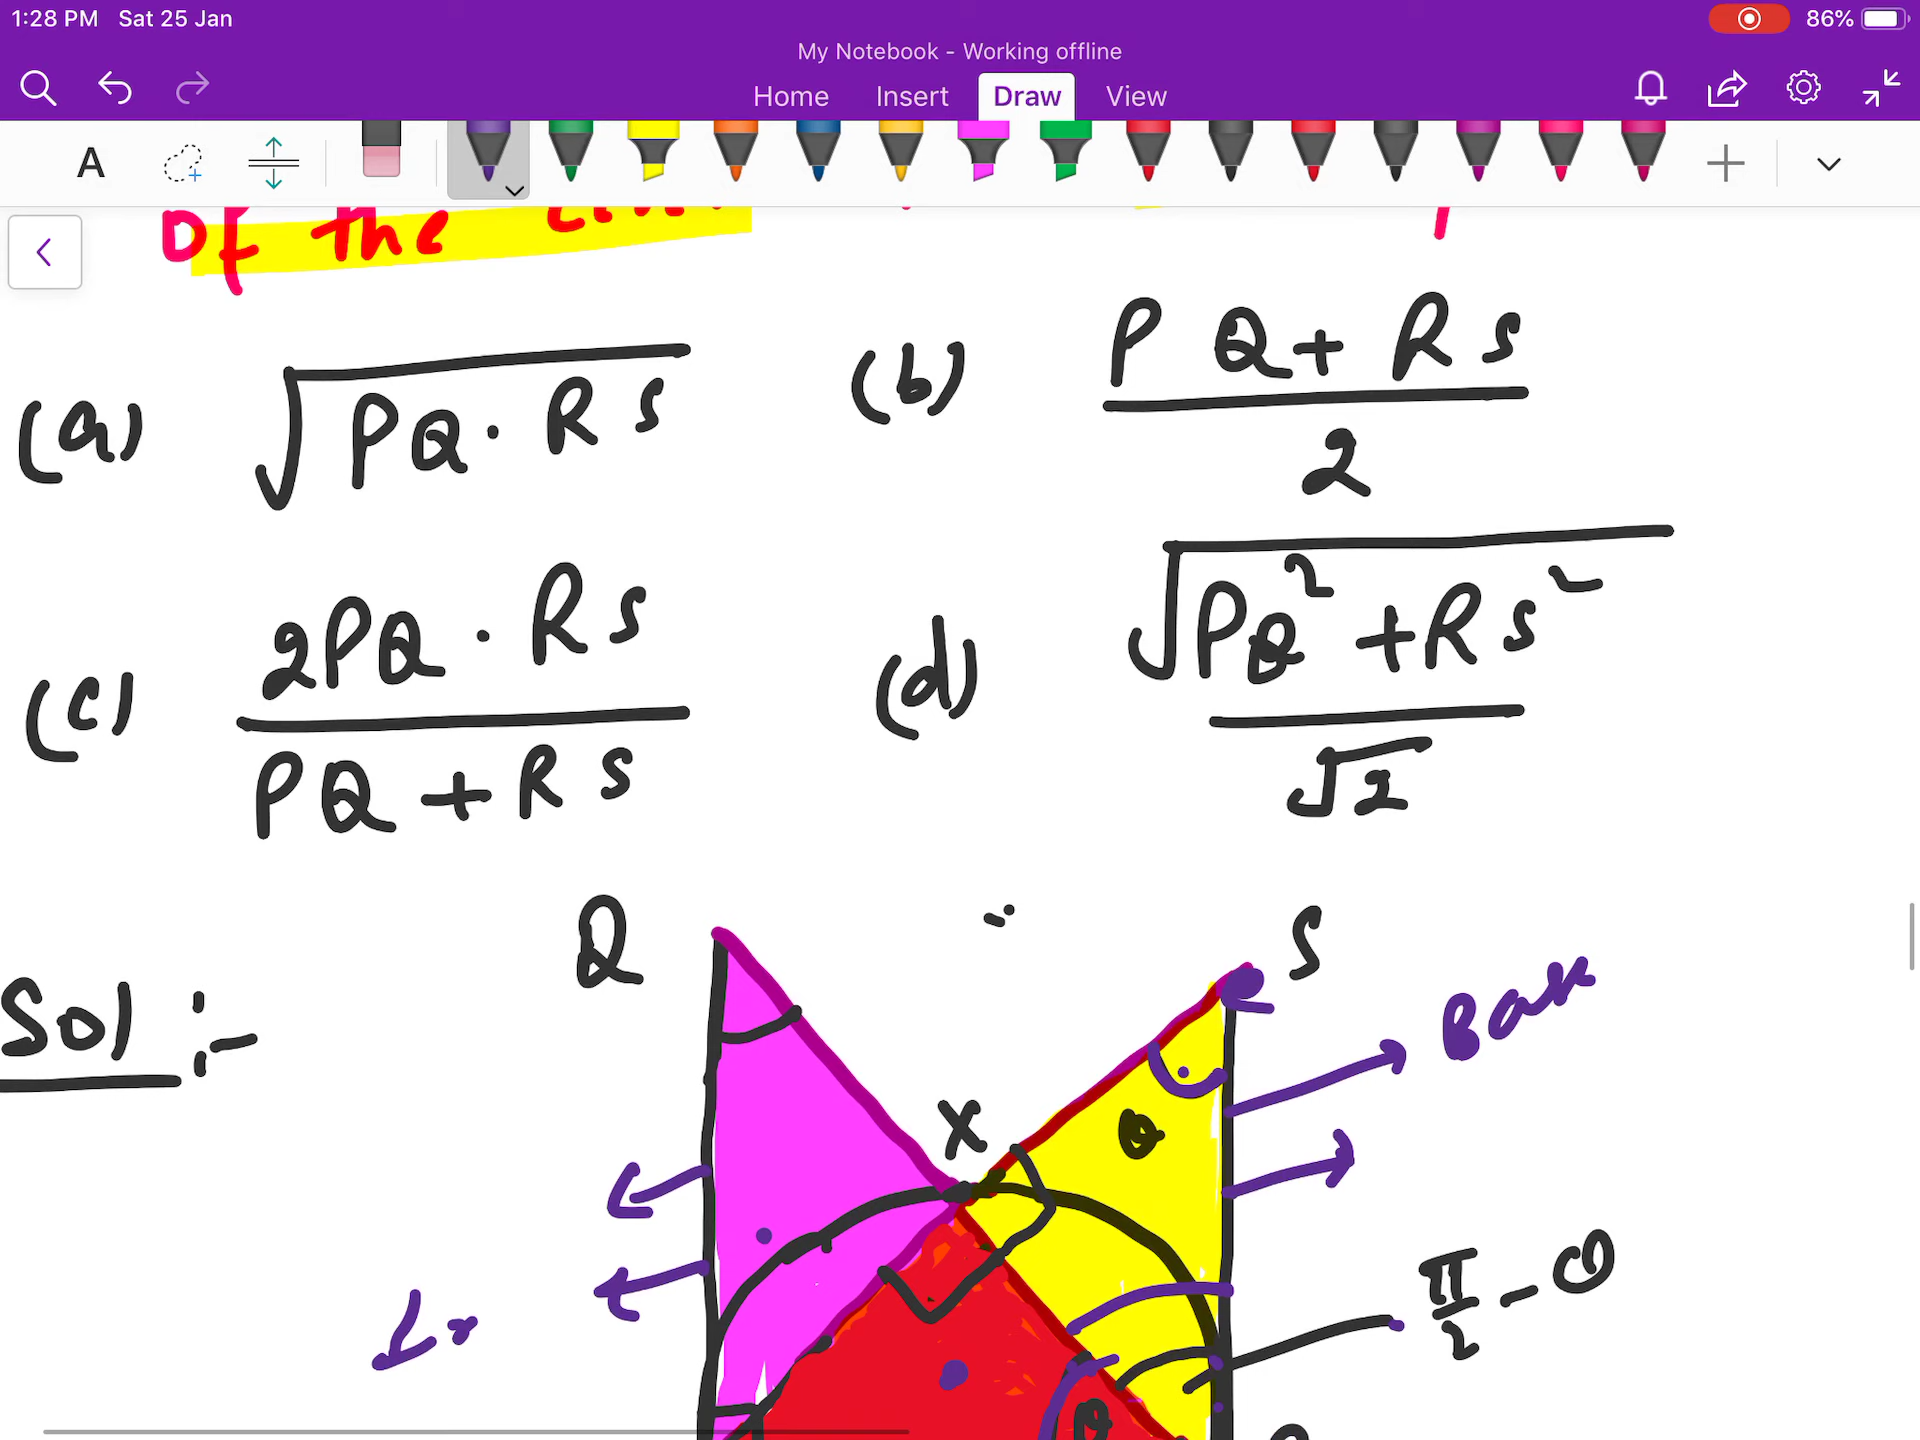 1:28 PM Sat 25 Jan
86%
My Notebook - Working offline
Home Insert Draw View
A
of the
(a) √PQ · RS
(b) PQ + RS / 2
(c) 2PQ · RS / PQ + RS
(d) √PQ² + RS² / √2
Sol :-
Q
S
X
θ
π/2 - θ
θ